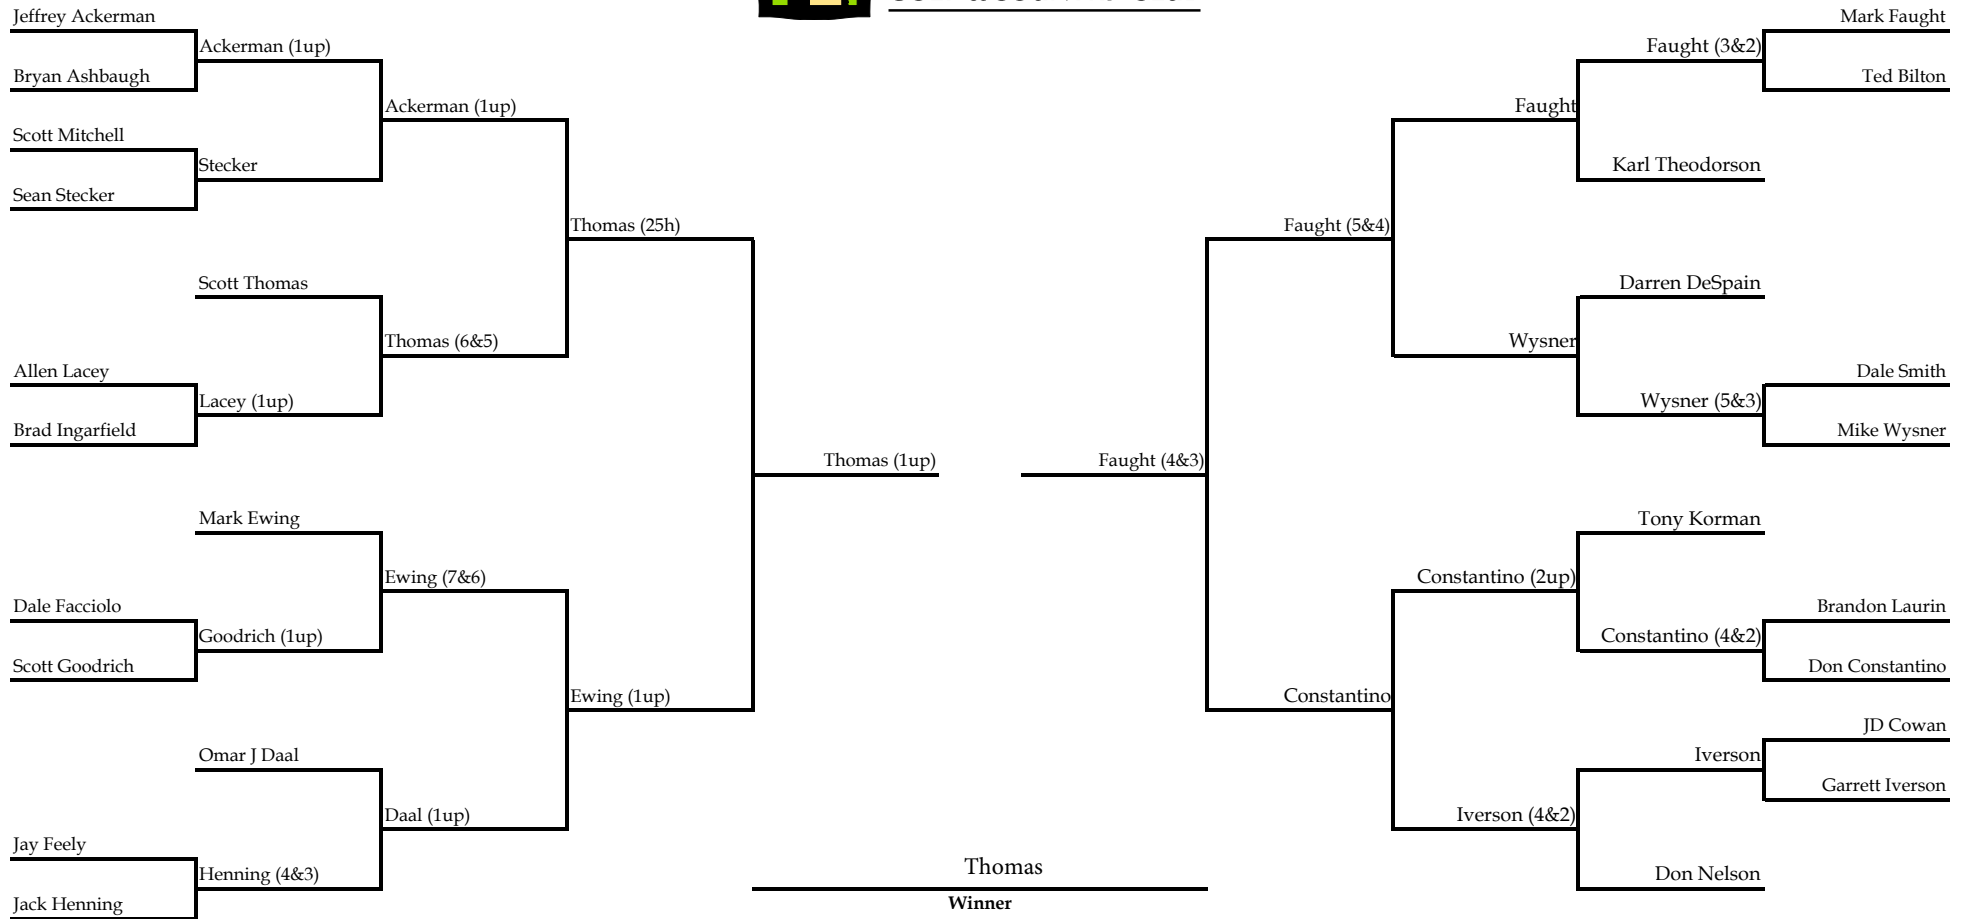 Jeffrey Ackerman
Bryan Ashbaugh
Scott Mitchell
Sean Stecker
Allen Lacey
Brad Ingarfield
Dale Facciolo
Scott Goodrich
Jay Feely
Jack Henning
Ackerman (1up)
Stecker
Scott Thomas
Lacey (1up)
Mark Ewing
Goodrich (1up)
Omar J Daal
Henning (4&3)
Ackerman (1up)
Thomas (6&5)
Ewing (7&6)
Daal (1up)
Thomas (25h)
Ewing (1up)
Thomas (1up)
Thomas
Winner
Faught (4&3)
Faught (5&4)
Constantino
Faught
Wysner
Constantino (2up)
Iverson (4&2)
Faught (3&2)
Karl Theodorson
Darren DeSpain
Wysner (5&3)
Tony Korman
Constantino (4&2)
Iverson
Don Nelson
Mark Faught
Ted Bilton
Dale Smith
Mike Wysner
Brandon Laurin
Don Constantino
JD Cowan
Garrett Iverson